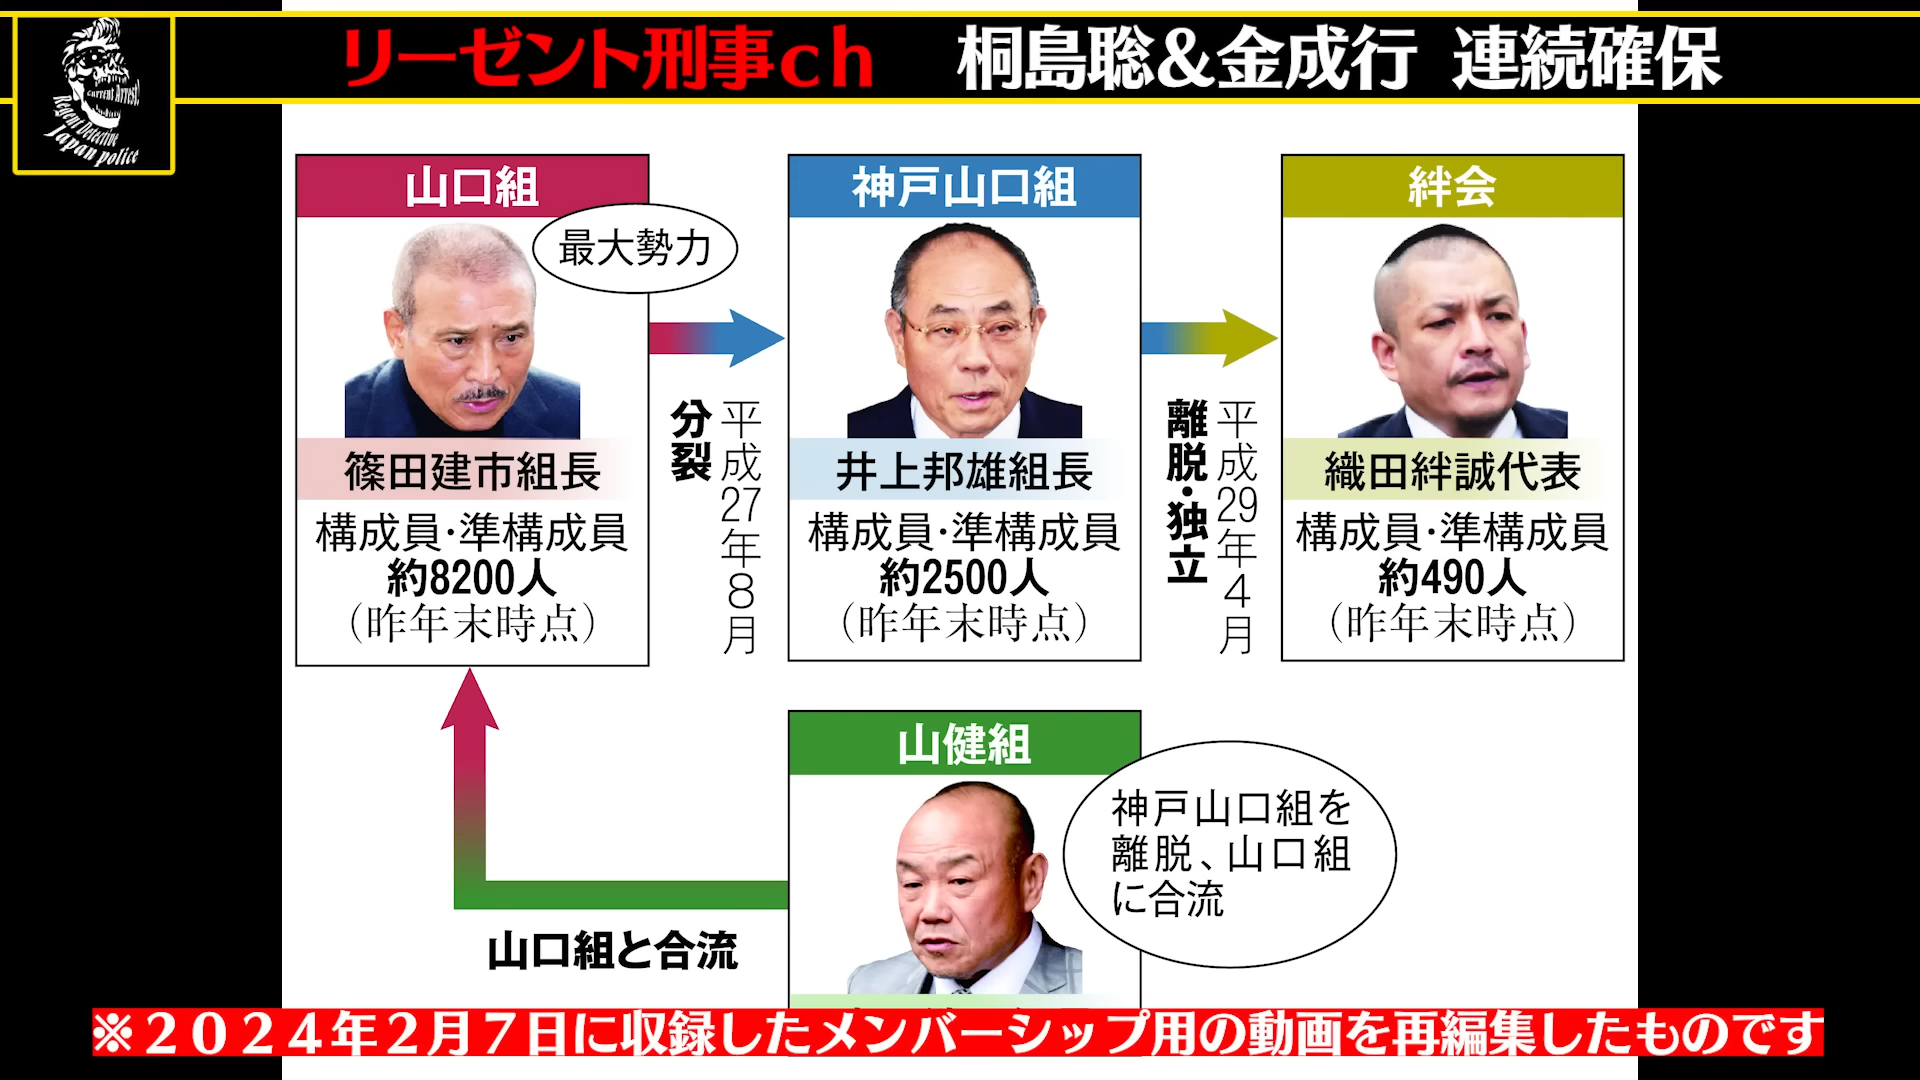 リーゼント刑事ｃｈ　桐島聡＆金成行 連続確保
CURRENT Arrest!
Regent Detective
Japan police
山口組
最大勢力
篠田建市組長
構成員・準構成員
約8200人
（昨年末時点）
平成27年8月
分裂
神戸山口組
井上邦雄組長
構成員・準構成員
約2500人
（昨年末時点）
平成29年4月
離脱・独立
絆会
織田絆誠代表
構成員・準構成員
約490人
（昨年末時点）
山健組
神戸山口組を
離脱、山口組
に合流
山口組と合流
※２０２４年２月７日に収録したメンバーシップ用の動画を再編集したものです